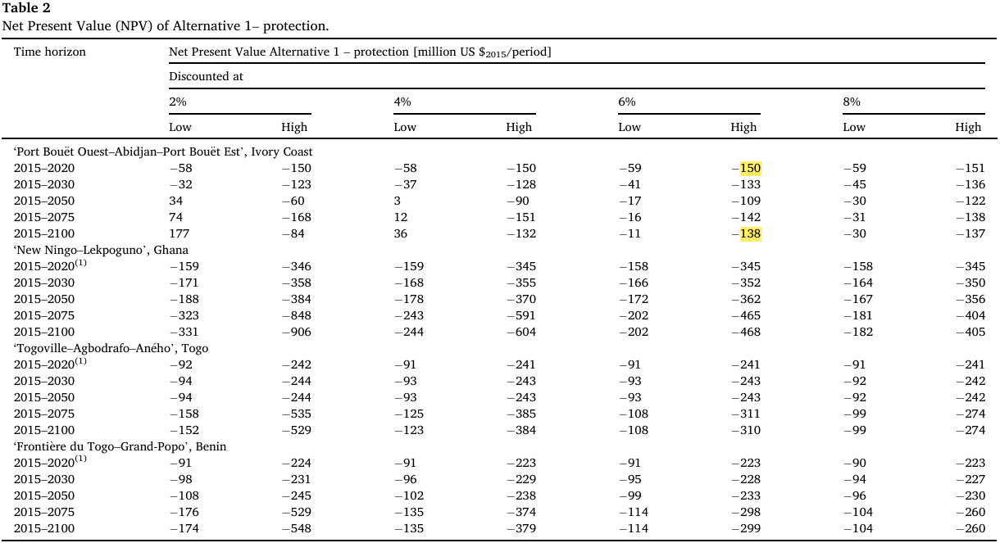 Table 2
Net Present Value (NPV) of Alternative 1– protection.
Time horizon Net Present Value Alternative 1 – protection [million US $2015/period]
Discounted at
2% 4% 6% 8%
Low High Low High Low High Low High
‘Port Bouët Ouest–Abidjan–Port Bouët Est’, Ivory Coast
2015–2020 −58 −150 −58 −150 −59 −150 −59 −151
2015–2030 −32 −123 −37 −128 −41 −133 −45 −136
2015–2050 34 −60 3 −90 −17 −109 −30 −122
2015–2075 74 −168 12 −151 −16 −142 −31 −138
2015–2100 177 −84 36 −132 −11 −138 −30 −137
‘New Ningo–Lekpoguno’, Ghana
2015–2020(1) −159 −346 −159 −345 −158 −345 −158 −345
2015–2030 −171 −358 −168 −355 −166 −352 −164 −350
2015–2050 −188 −384 −178 −370 −172 −362 −167 −356
2015–2075 −323 −848 −243 −591 −202 −465 −181 −404
2015–2100 −331 −906 −244 −604 −202 −468 −182 −405
‘Togoville–Agbodrafo–Aného’, Togo
2015–2020(1) −92 −242 −91 −241 −91 −241 −91 −241
2015–2030 −94 −244 −93 −243 −93 −243 −92 −242
2015–2050 −94 −244 −93 −243 −93 −243 −92 −242
2015–2075 −158 −535 −125 −385 −108 −311 −99 −274
2015–2100 −152 −529 −123 −384 −108 −310 −99 −274
‘Frontière du Togo–Grand-Popo’, Benin
2015–2020(1) −91 −224 −91 −223 −91 −223 −90 −223
2015–2030 −98 −231 −96 −229 −95 −228 −94 −227
2015–2050 −108 −245 −102 −238 −99 −233 −96 −230
2015–2075 −176 −529 −135 −374 −114 −298 −104 −260
2015–2100 −174 −548 −135 −379 −114 −299 −104 −260